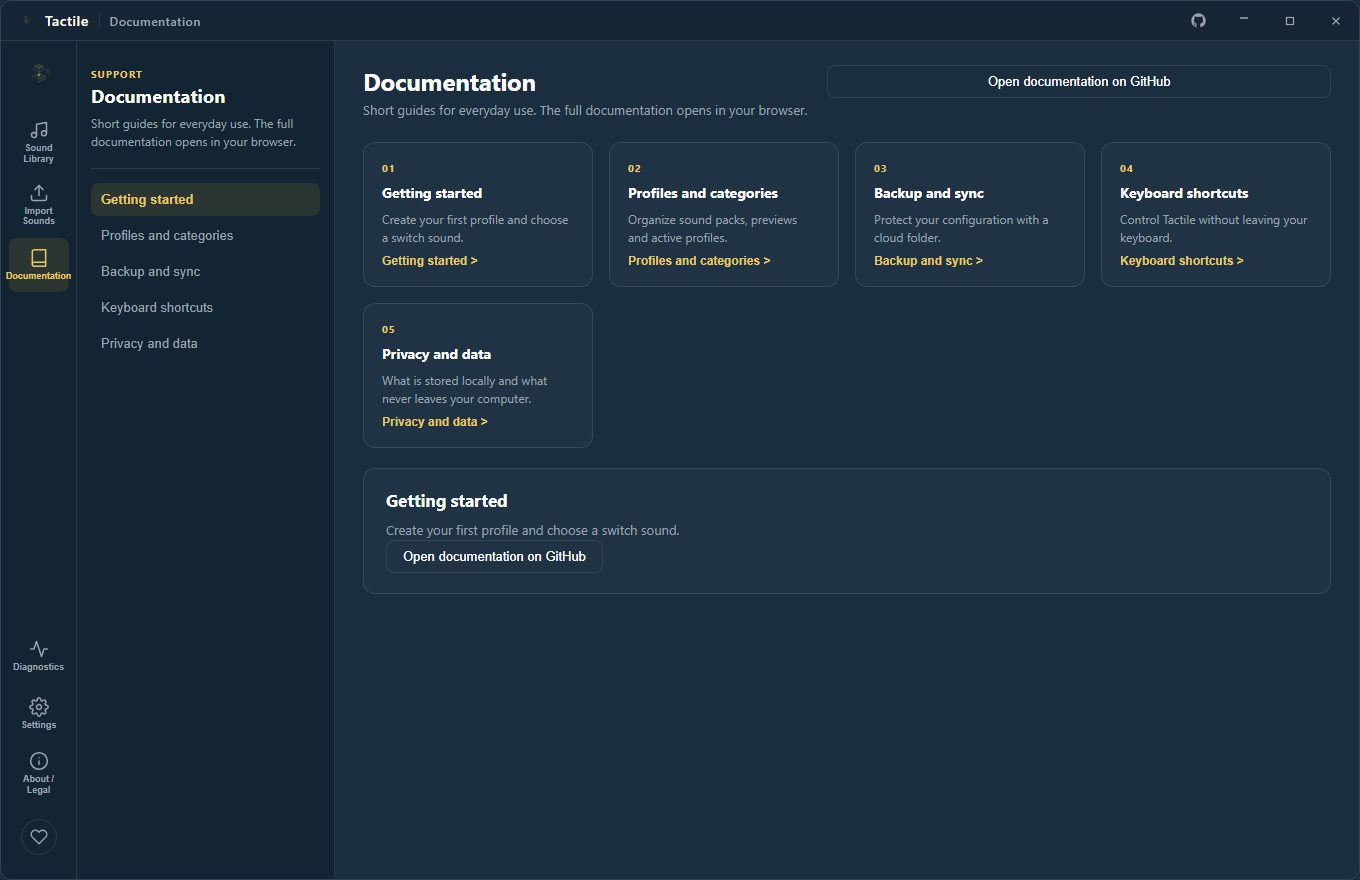 Tactile
Documentation
Sound
Library
Import
Sounds
Documentation
Diagnostics
Settings
About /
Legal
SUPPORT
Documentation
Short guides for everyday use. The full
documentation opens in your browser.
Getting started
Profiles and categories
Backup and sync
Keyboard shortcuts
Privacy and data
Documentation
Short guides for everyday use. The full documentation opens in your browser.
Open documentation on GitHub
01
Getting started
Create your first profile and choose
a switch sound.
Getting started >
02
Profiles and categories
Organize sound packs, previews
and active profiles.
Profiles and categories >
03
Backup and sync
Protect your configuration with a
cloud folder.
Backup and sync >
04
Keyboard shortcuts
Control Tactile without leaving your
keyboard.
Keyboard shortcuts >
05
Privacy and data
What is stored locally and what
never leaves your computer.
Privacy and data >
Getting started
Create your first profile and choose a switch sound.
Open documentation on GitHub